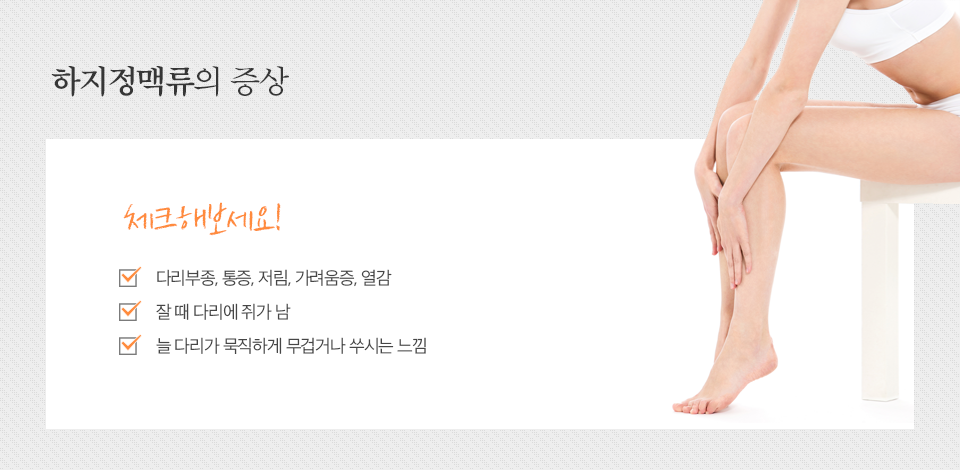 하지정맥류의 증상
체크해보세요!
다리부종, 통증, 저림, 가려움증, 열감
잘 때 다리에 쥐가 남
늘 다리가 묵직하게 무겁거나 쑤시는 느낌